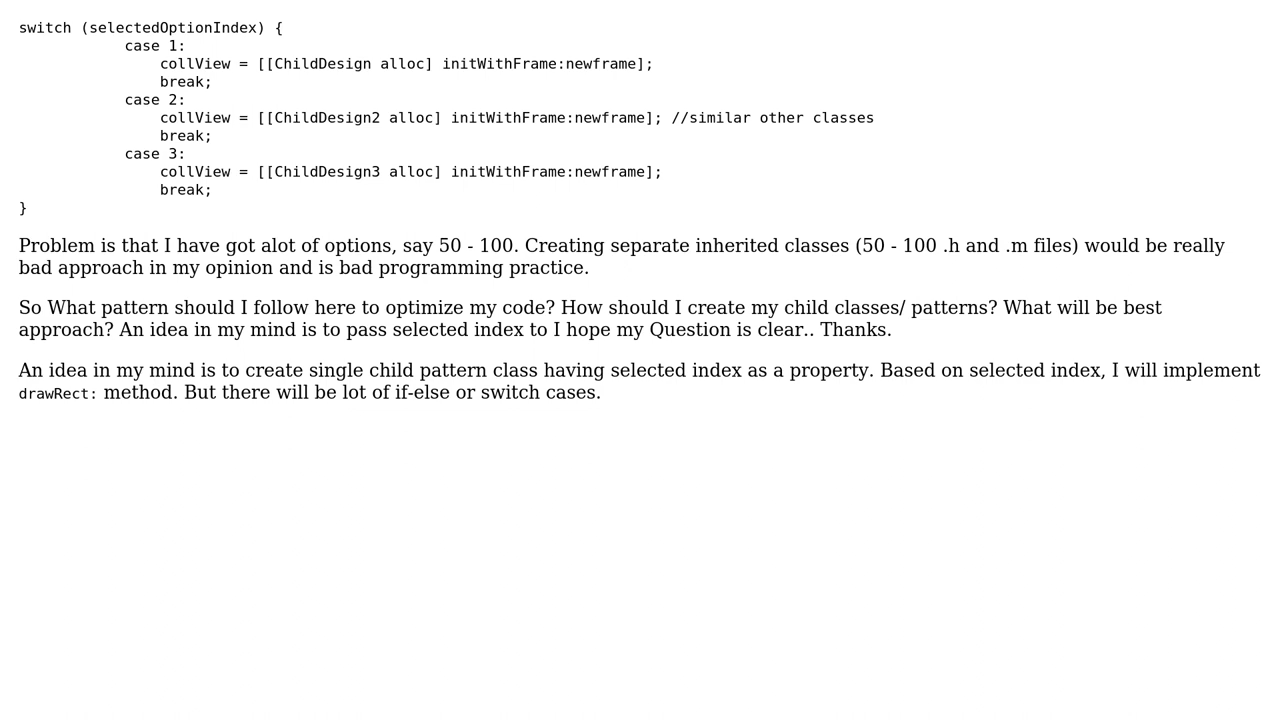 switch (selectedOptionIndex) {
            case 1:
                collView = [[ChildDesign alloc] initWithFrame:newframe];
                break;
            case 2:
                collView = [[ChildDesign2 alloc] initWithFrame:newframe]; //similar other classes
                break;
            case 3:
                collView = [[ChildDesign3 alloc] initWithFrame:newframe];
                break;
}
Problem is that I have got alot of options, say 50 - 100. Creating separate inherited classes (50 - 100 .h and .m files) would be really
bad approach in my opinion and is bad programming practice.
So What pattern should I follow here to optimize my code? How should I create my child classes/ patterns? What will be best
approach? An idea in my mind is to pass selected index to I hope my Question is clear.. Thanks.
An idea in my mind is to create single child pattern class having selected index as a property. Based on selected index, I will implement
drawRect: method. But there will be lot of if-else or switch cases.